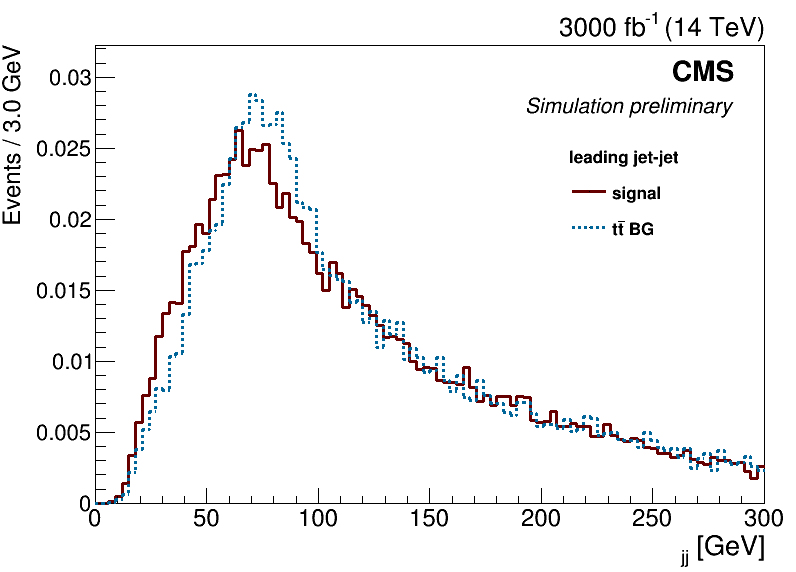 3000 fb⁻¹ (14 TeV)
Events / 3.0 GeV
CMS
Simulation preliminary
leading jet-jet
signal
tt̄ BG
0.03
0.025
0.02
0.015
0.01
0.005
0
0 50 100 150 200 250 300
jj [GeV]